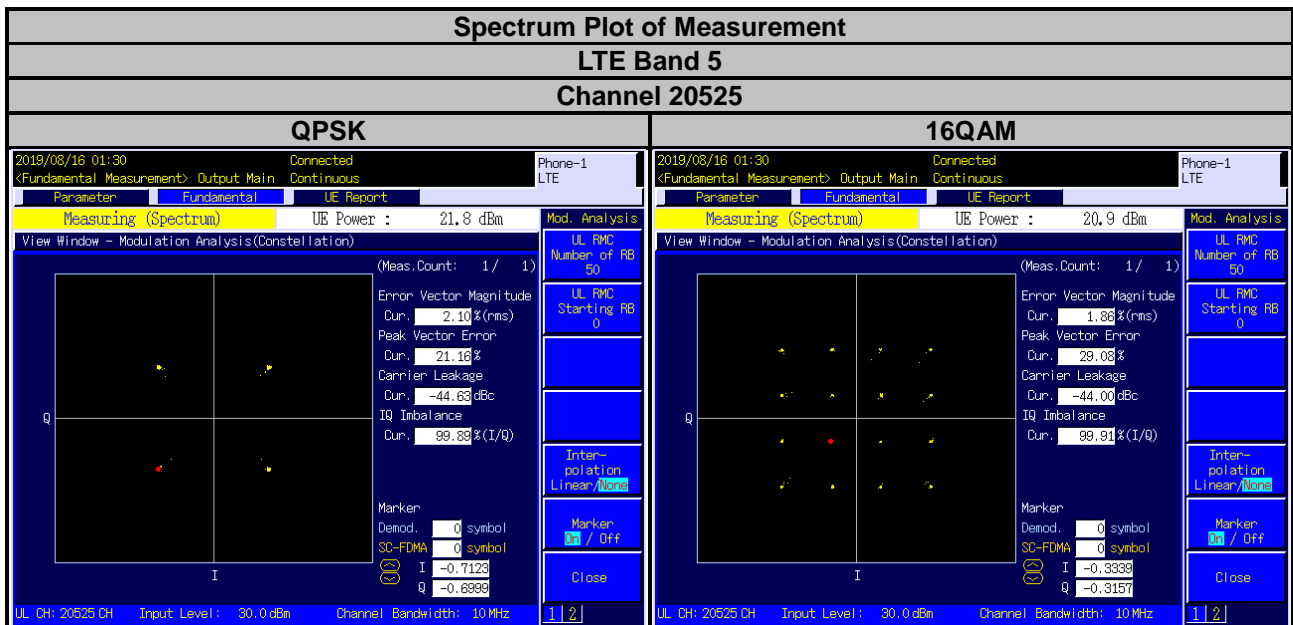 Spectrum Plot of Measurement
LTE Band 5
Channel 20525
QPSK
16QAM
2019/08/16 01:30 Connected
<Fundamental Measurement> Output Main Continuous
Phone-1
LTE
Parameter Fundamental UE Report
Measuring (Spectrum) UE Power : 21.8 dBm Mod. Analysis
View Window - Modulation Analysis(Constellation)
(Meas.Count: 1/ 1)
Error Vector Magnitude
Cur. 2.10 %(rms)
Peak Vector Error
Cur. 21.16 %
Carrier Leakage
Cur. -44.63 dBc
IQ Imbalance
Cur. 99.89 %(I/Q)
Q
I
Marker
Demod. 0 symbol
SC-FDMA 0 symbol
I -0.7123
Q -0.6999
UL RMC
Number of RB
50
UL RMC
Starting RB
0
Inter-
polation
Linear/None
Marker
On / Off
Close
UL CH: 20525 CH Input Level: 30.0 dBm Channel Bandwidth: 10 MHz 1 2
2019/08/16 01:30 Connected
<Fundamental Measurement> Output Main Continuous
Phone-1
LTE
Parameter Fundamental UE Report
Measuring (Spectrum) UE Power : 20.9 dBm Mod. Analysis
View Window - Modulation Analysis(Constellation)
(Meas.Count: 1/ 1)
Error Vector Magnitude
Cur. 1.86 %(rms)
Peak Vector Error
Cur. 29.08 %
Carrier Leakage
Cur. -44.00 dBc
IQ Imbalance
Cur. 99.91 %(I/Q)
Q
I
Marker
Demod. 0 symbol
SC-FDMA 0 symbol
I -0.3339
Q -0.3157
UL RMC
Number of RB
50
UL RMC
Starting RB
0
Inter-
polation
Linear/None
Marker
On / Off
Close
UL CH: 20525 CH Input Level: 30.0 dBm Channel Bandwidth: 10 MHz 1 2